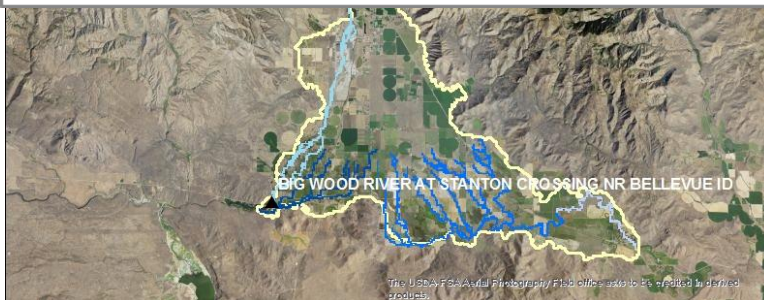 BIG WOOD RIVER AT STANTON CROSSING NR BELLEVUE ID
The USDA-FSA Aerial Photography Field office asks to be credited in derived
products.